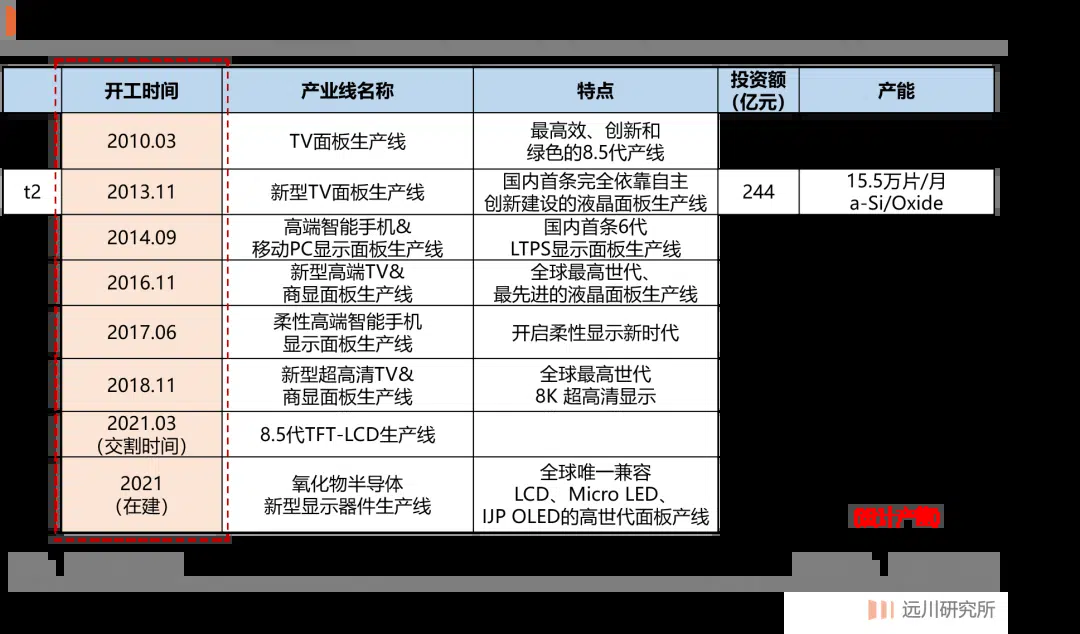 开工时间 产业线名称 特点 投资额
(亿元) 产能
2010.03 TV面板生产线 最高效、创新和
绿色的8.5代产线
t2 2013.11 新型TV面板生产线 国内首条完全依靠自主
创新建设的液晶面板生产线 244 15.5万片/月
a-Si/Oxide
2014.09 高端智能手机&
移动PC显示面板生产线 国内首条6代
LTPS显示面板生产线
2016.11 新型高端TV&
商显面板生产线 全球最高世代、
最先进的液晶面板生产线
2017.06 柔性高端智能手机
显示面板生产线 开启柔性显示新时代
2018.11 新型超高清TV&
商显面板生产线 全球最高世代
8K 超高清显示
2021.03
(交割时间) 8.5代TFT-LCD生产线
2021
(在建) 氧化物半导体
新型显示器件生产线 全球唯一兼容
LCD、Micro LED、
IJP OLED的高世代面板产线
远川研究所